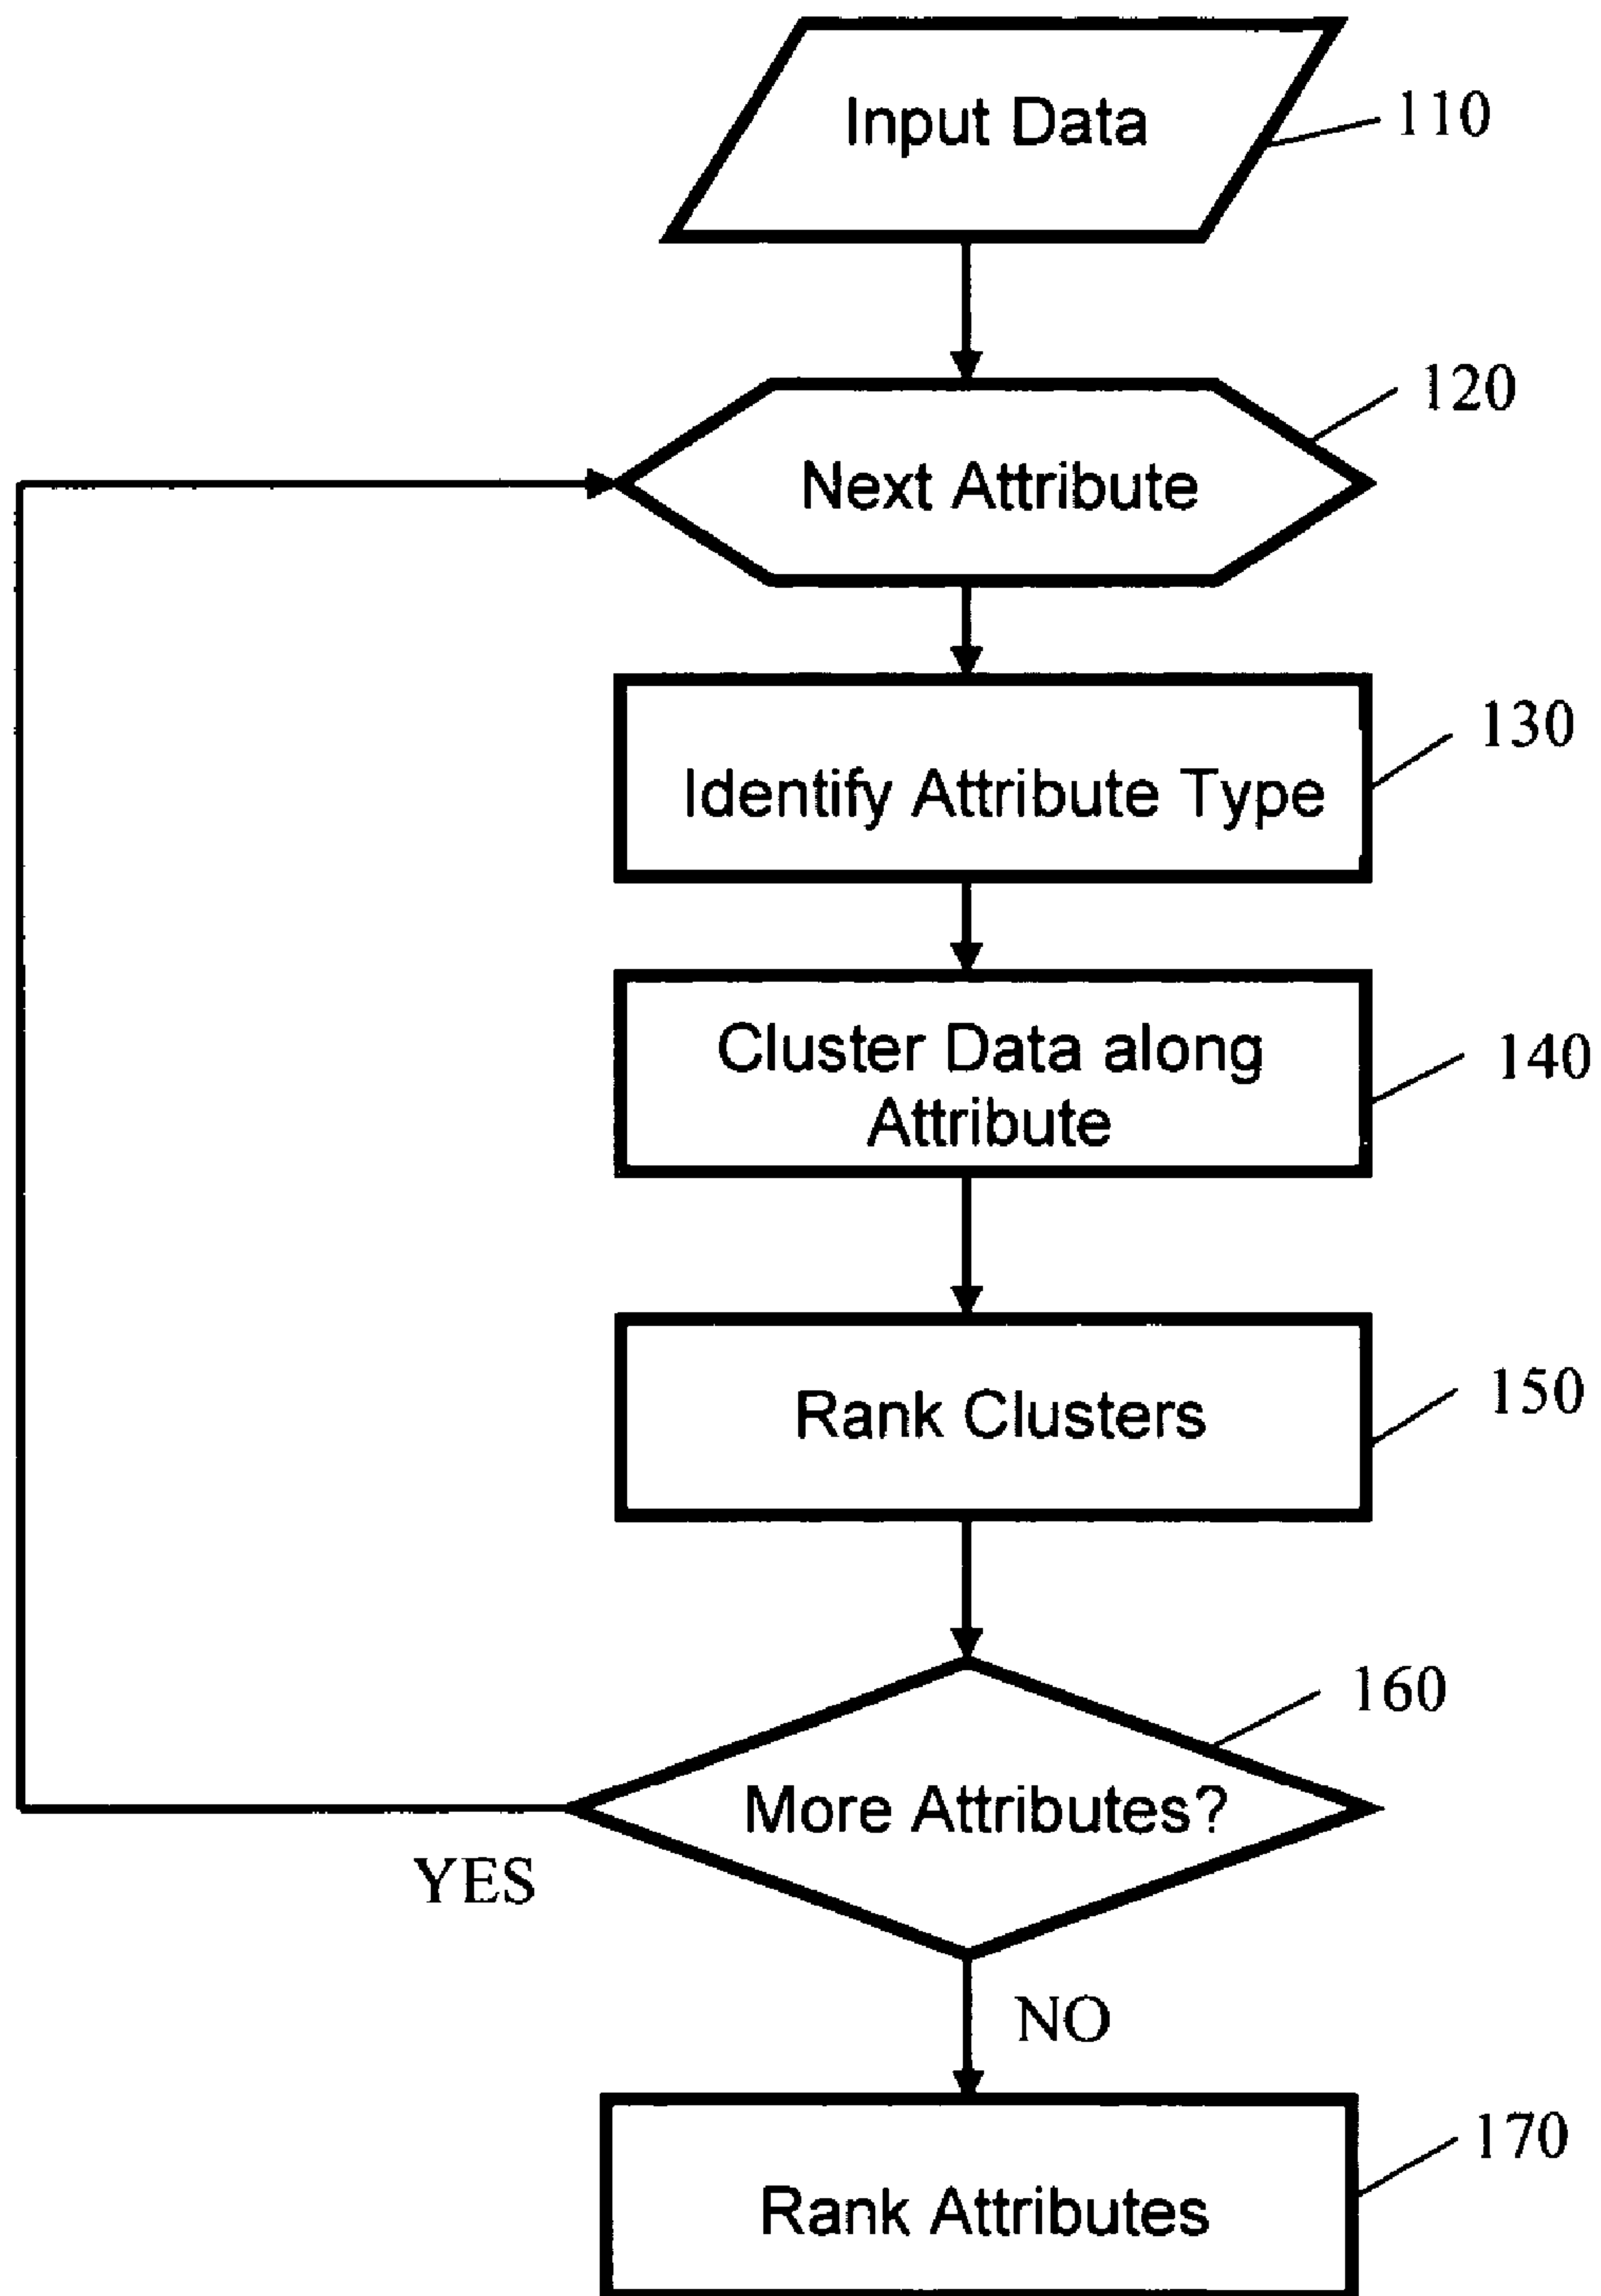 Input Data
110
120
Next Attribute
130
Identify Attribute Type
Cluster Data along
Attribute
140
Rank Clusters
150
160
More Attributes?
YES
NO
170
Rank Attributes